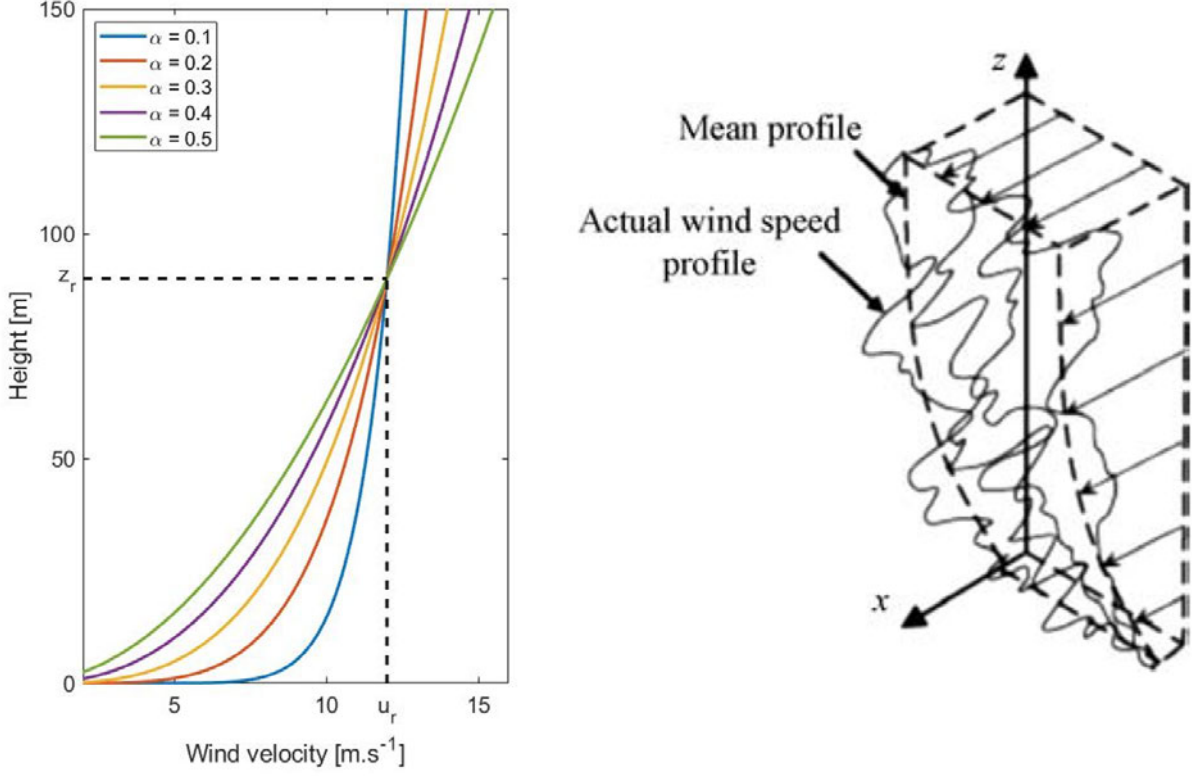 150
100
z_r
50
0
Height [m]
α = 0.1
α = 0.2
α = 0.3
α = 0.4
α = 0.5
5
10
u_r
15
Wind velocity [m.s⁻¹]
z
Mean profile
Actual wind speed
profile
x